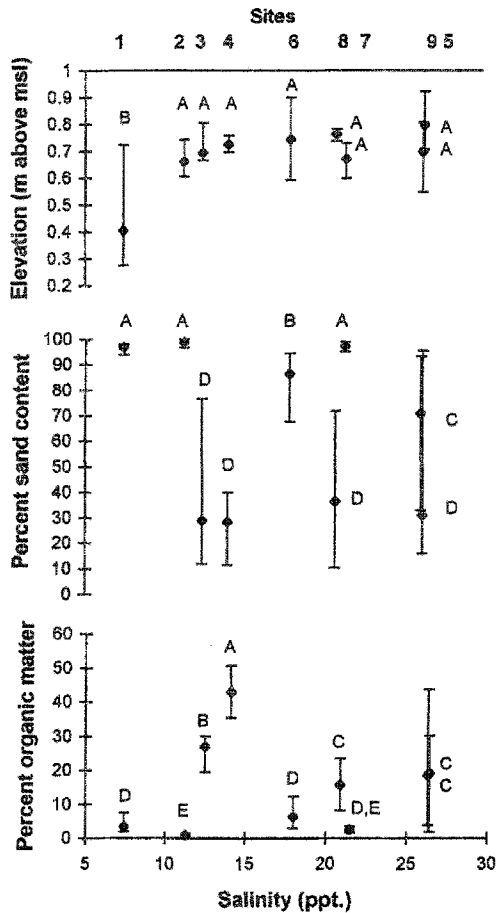 Sites
1 2 3 4 6 8 7 9 5
Elevation (m above msl)
1
0.9
0.8
0.7
0.6
0.5
0.4
0.3
0.2
B A A A A A A A A
Percent sand content
100
90
80
70
60
50
40
30
20
10
0
A A D D B A D C D
Percent organic matter
60
50
40
30
20
10
0
D E B A D C D,E C C
5 10 15 20 25 30
Salinity (ppt.)